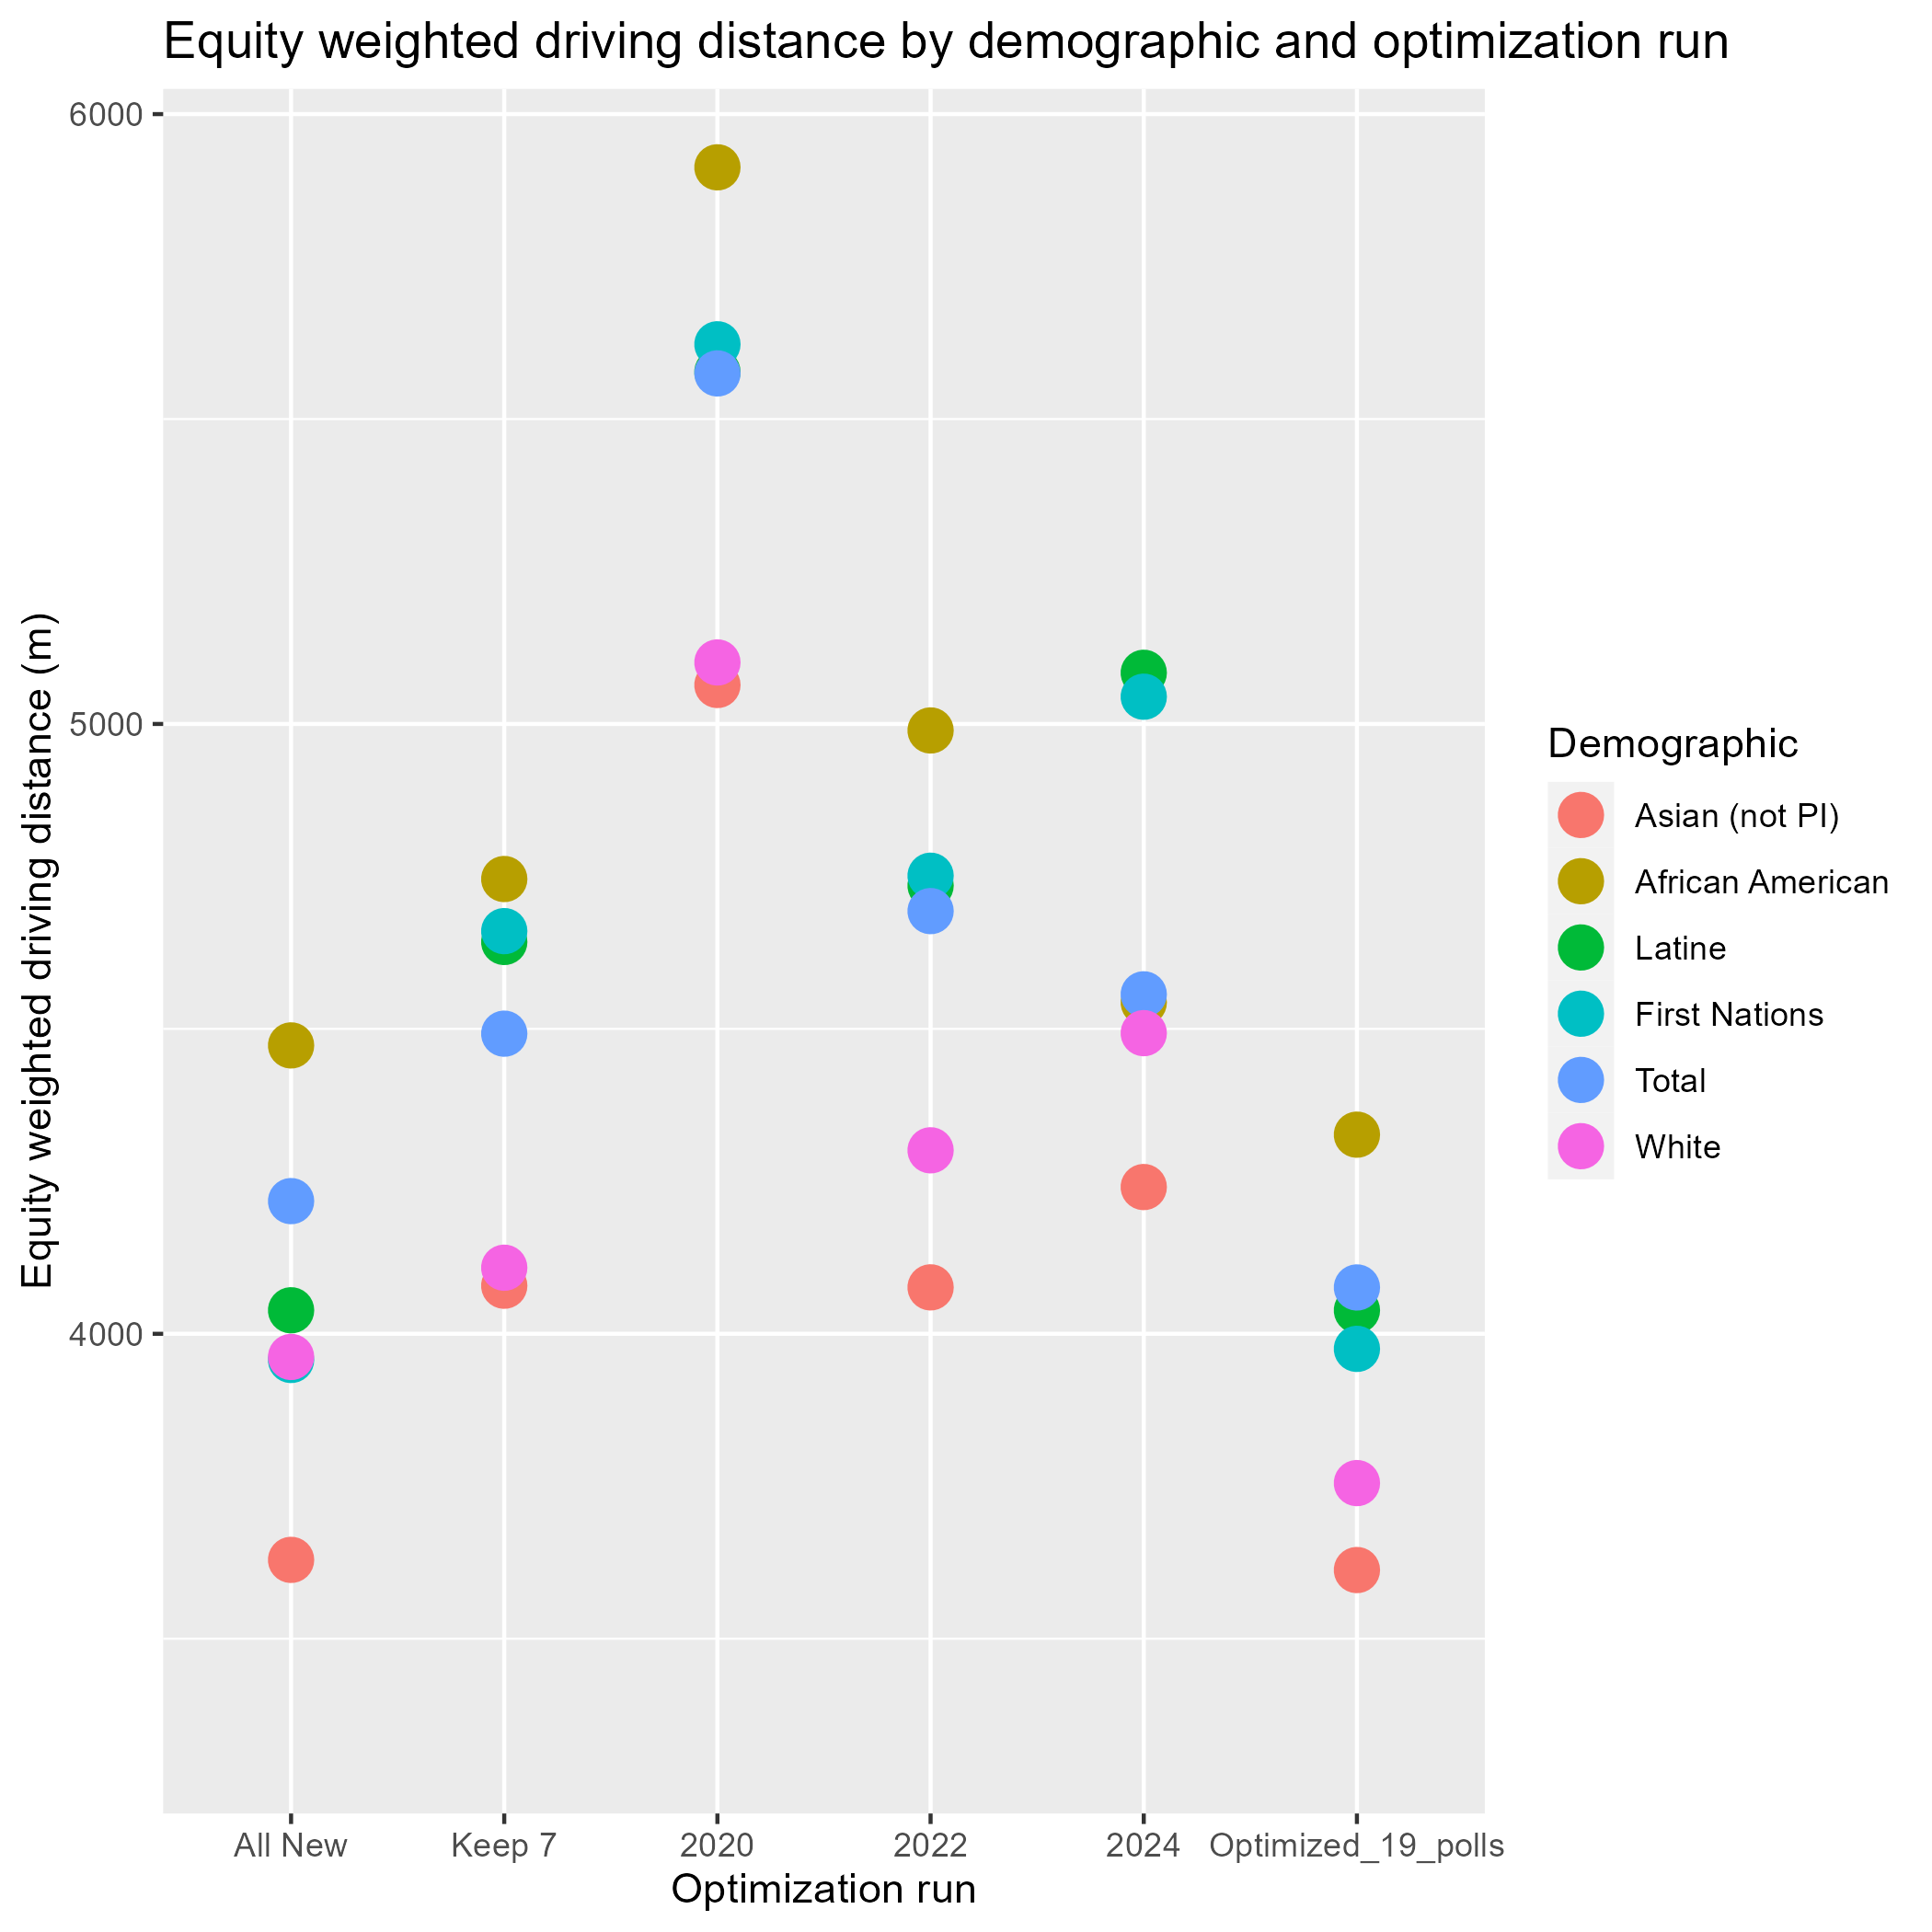 Equity weighted driving distance by demographic and optimization run
6000
5000
4000
Equity weighted driving distance (m)
All New
Keep 7
2020
2022
2024
Optimized_19_polls
Optimization run
Demographic
Asian (not PI)
African American
Latine
First Nations
Total
White